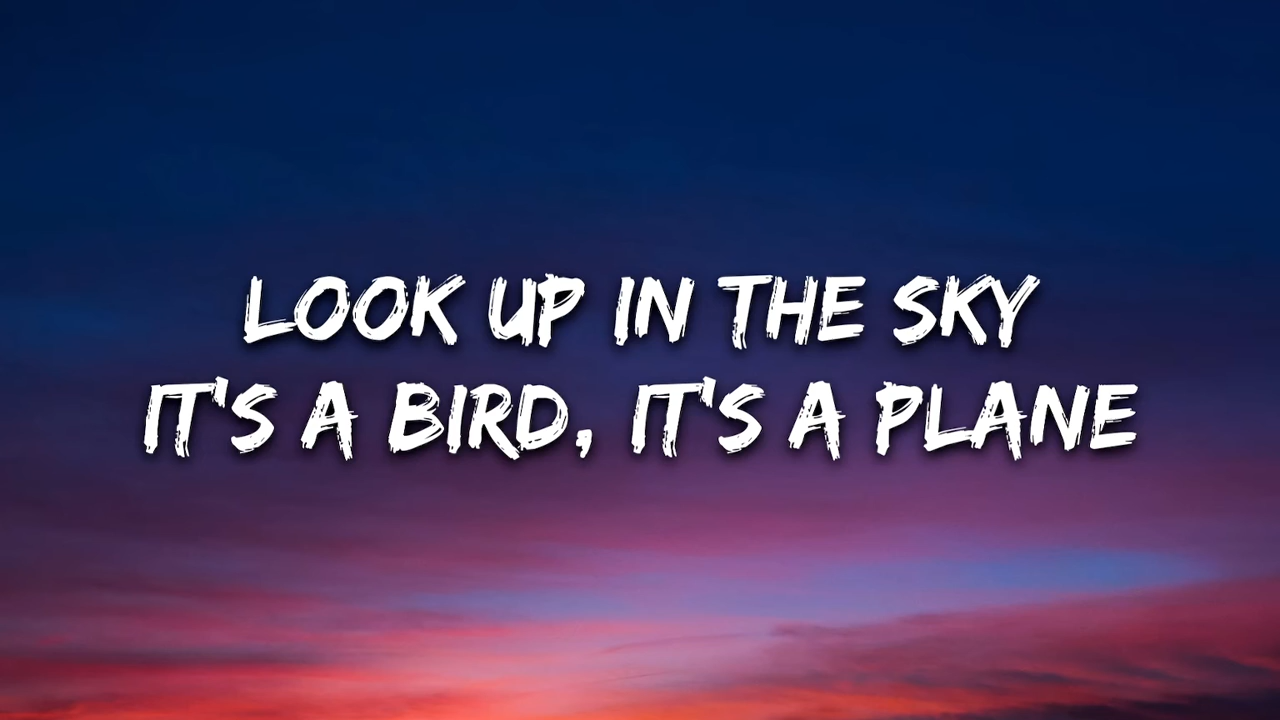 LOOK UP IN THE SKY
IT'S A BIRD, IT'S A PLANE